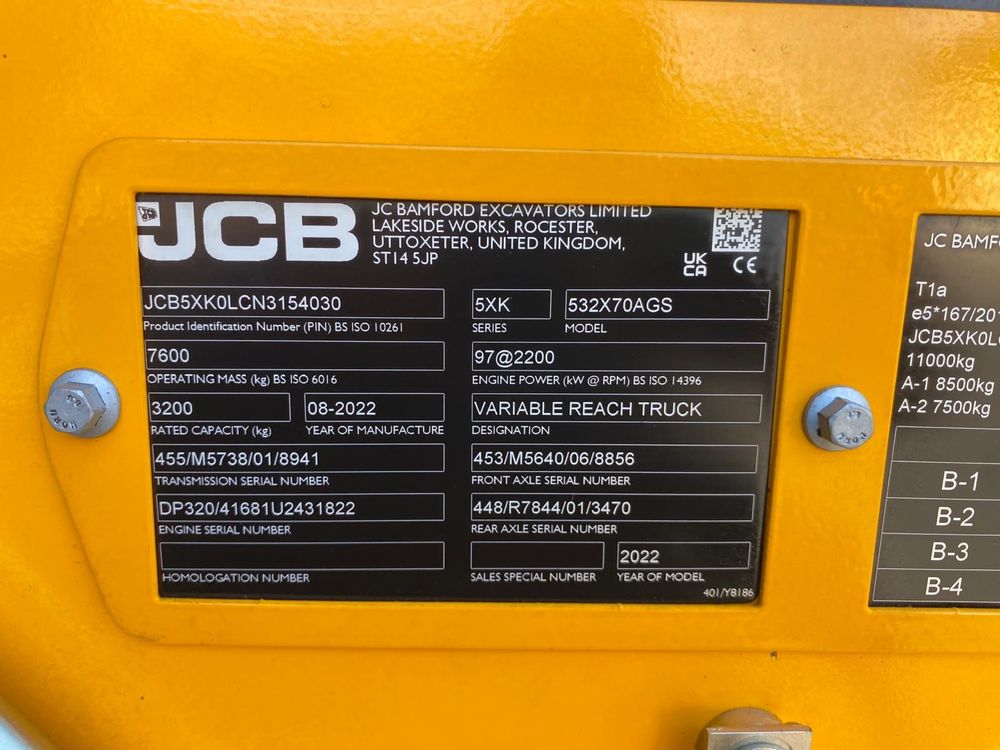 JCB
JC BAMFORD EXCAVATORS LIMITED
LAKESIDE WORKS, ROCESTER,
UTTOXETER, UNITED KINGDOM,
ST14 5JP
UK
CA
CE
JCB5XK0LCN3154030
Product Identification Number (PIN) BS ISO 10261
5XK
SERIES
532X70AGS
MODEL
7600
OPERATING MASS (kg) BS ISO 6016
97@2200
ENGINE POWER (kW @ RPM) BS ISO 14396
3200
RATED CAPACITY (kg)
08-2022
YEAR OF MANUFACTURE
VARIABLE REACH TRUCK
DESIGNATION
455/M5738/01/8941
TRANSMISSION SERIAL NUMBER
453/M5640/06/8856
FRONT AXLE SERIAL NUMBER
DP320/41681U2431822
ENGINE SERIAL NUMBER
448/R7844/01/3470
REAR AXLE SERIAL NUMBER
HOMOLOGATION NUMBER
SALES SPECIAL NUMBER
2022
YEAR OF MODEL
401/Y8186
JC BAMF
T1a
e5*167/201
JCB5XK0L
11000kg
A-1 8500kg
A-2 7500kg
B-1
B-2
B-3
B-4